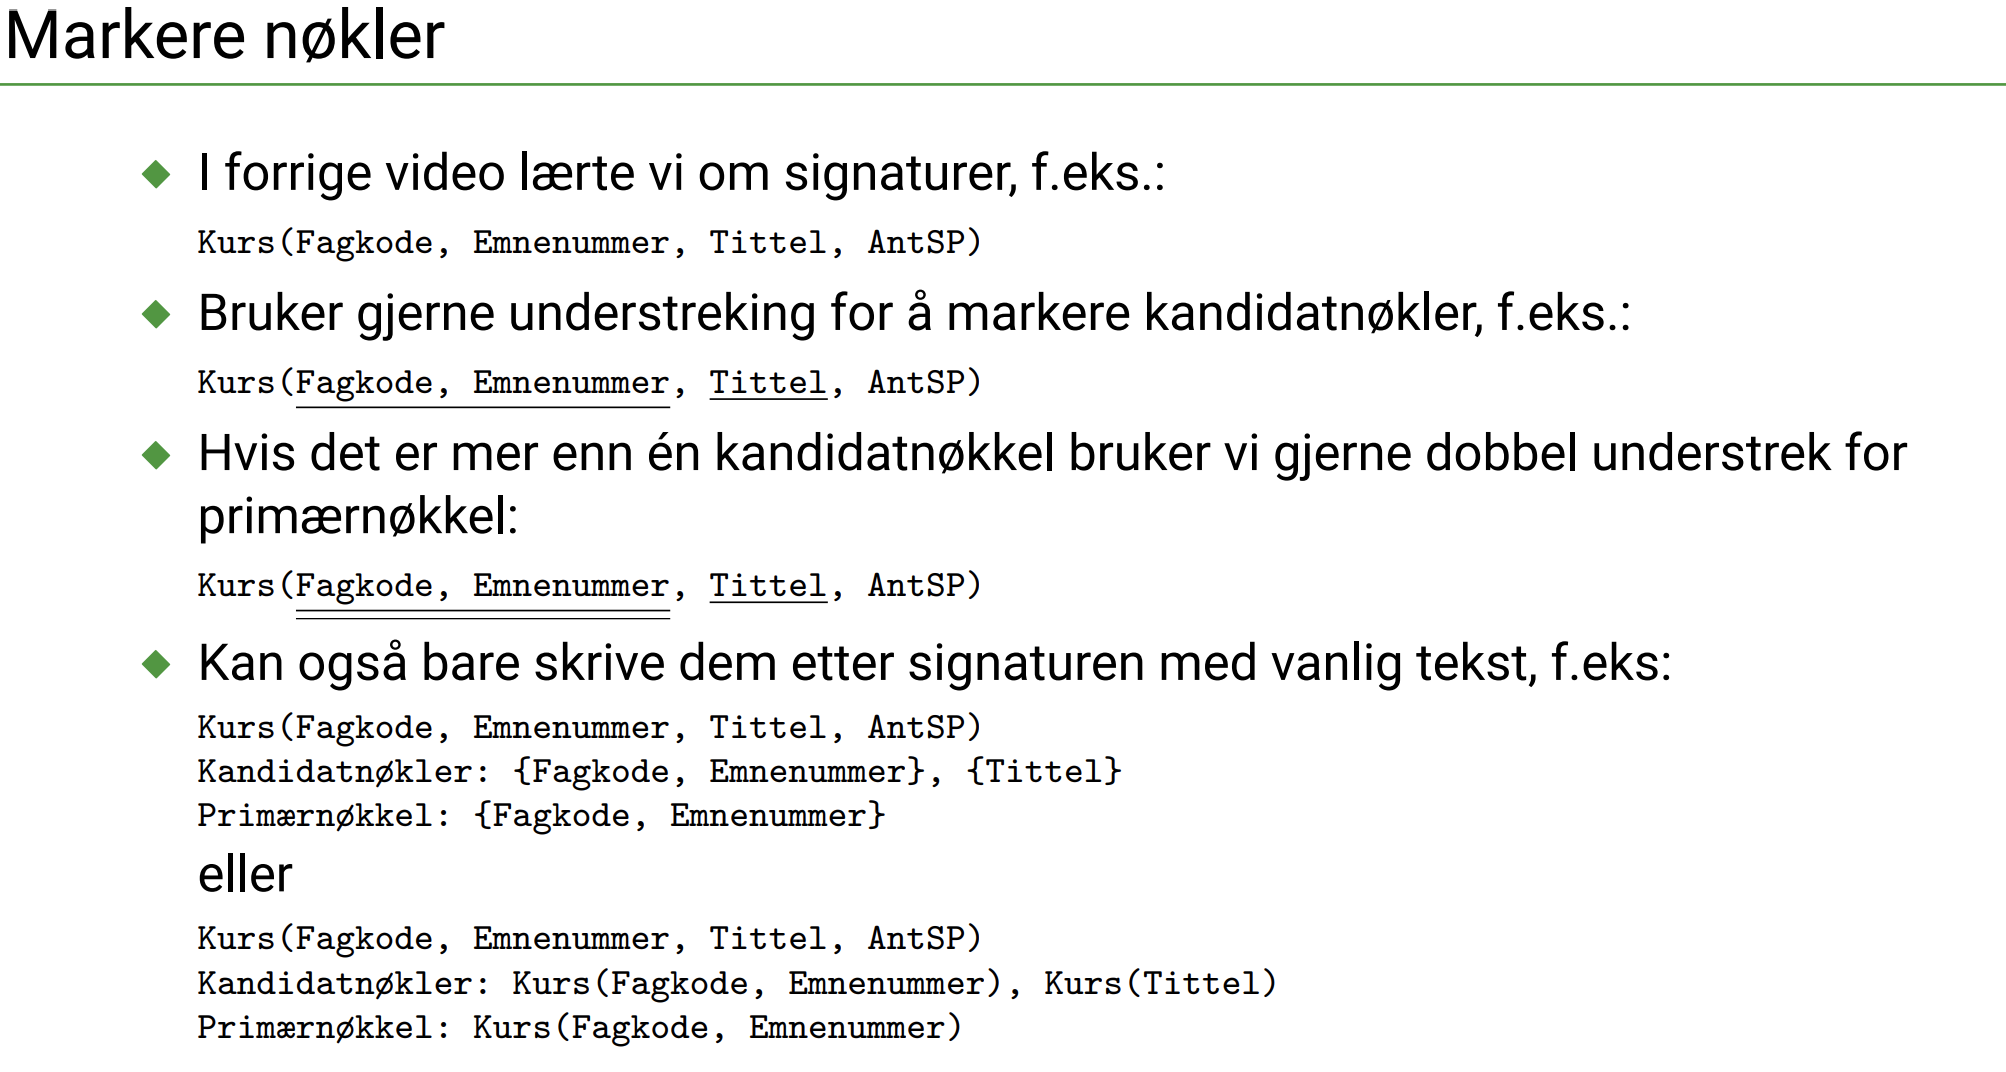 Markere nøkler
I forrige video lærte vi om signaturer, f.eks.:
Kurs(Fagkode, Emnenummer, Tittel, AntSP)
Bruker gjerne understreking for å markere kandidatnøkler, f.eks.:
Kurs(Fagkode, Emnenummer, Tittel, AntSP)
Hvis det er mer enn én kandidatnøkkel bruker vi gjerne dobbel understrek for
primærnøkkel:
Kurs(Fagkode, Emnenummer, Tittel, AntSP)
Kan også bare skrive dem etter signaturen med vanlig tekst, f.eks:
Kurs(Fagkode, Emnenummer, Tittel, AntSP)
Kandidatnøkler: {Fagkode, Emnenummer}, {Tittel}
Primærnøkkel: {Fagkode, Emnenummer}
eller
Kurs(Fagkode, Emnenummer, Tittel, AntSP)
Kandidatnøkler: Kurs(Fagkode, Emnenummer), Kurs(Tittel)
Primærnøkkel: Kurs(Fagkode, Emnenummer)